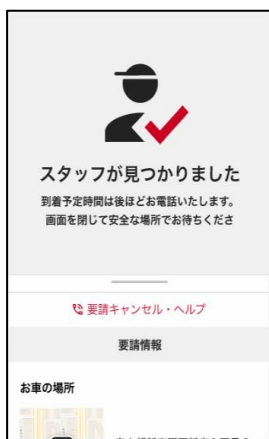 スタッフが見つかりました
到着予定時間は後ほどお電話いたします。
画面を閉じて安全な場所でお待ちくださ
要請キャンセル・ヘルプ
要請情報
お車の場所